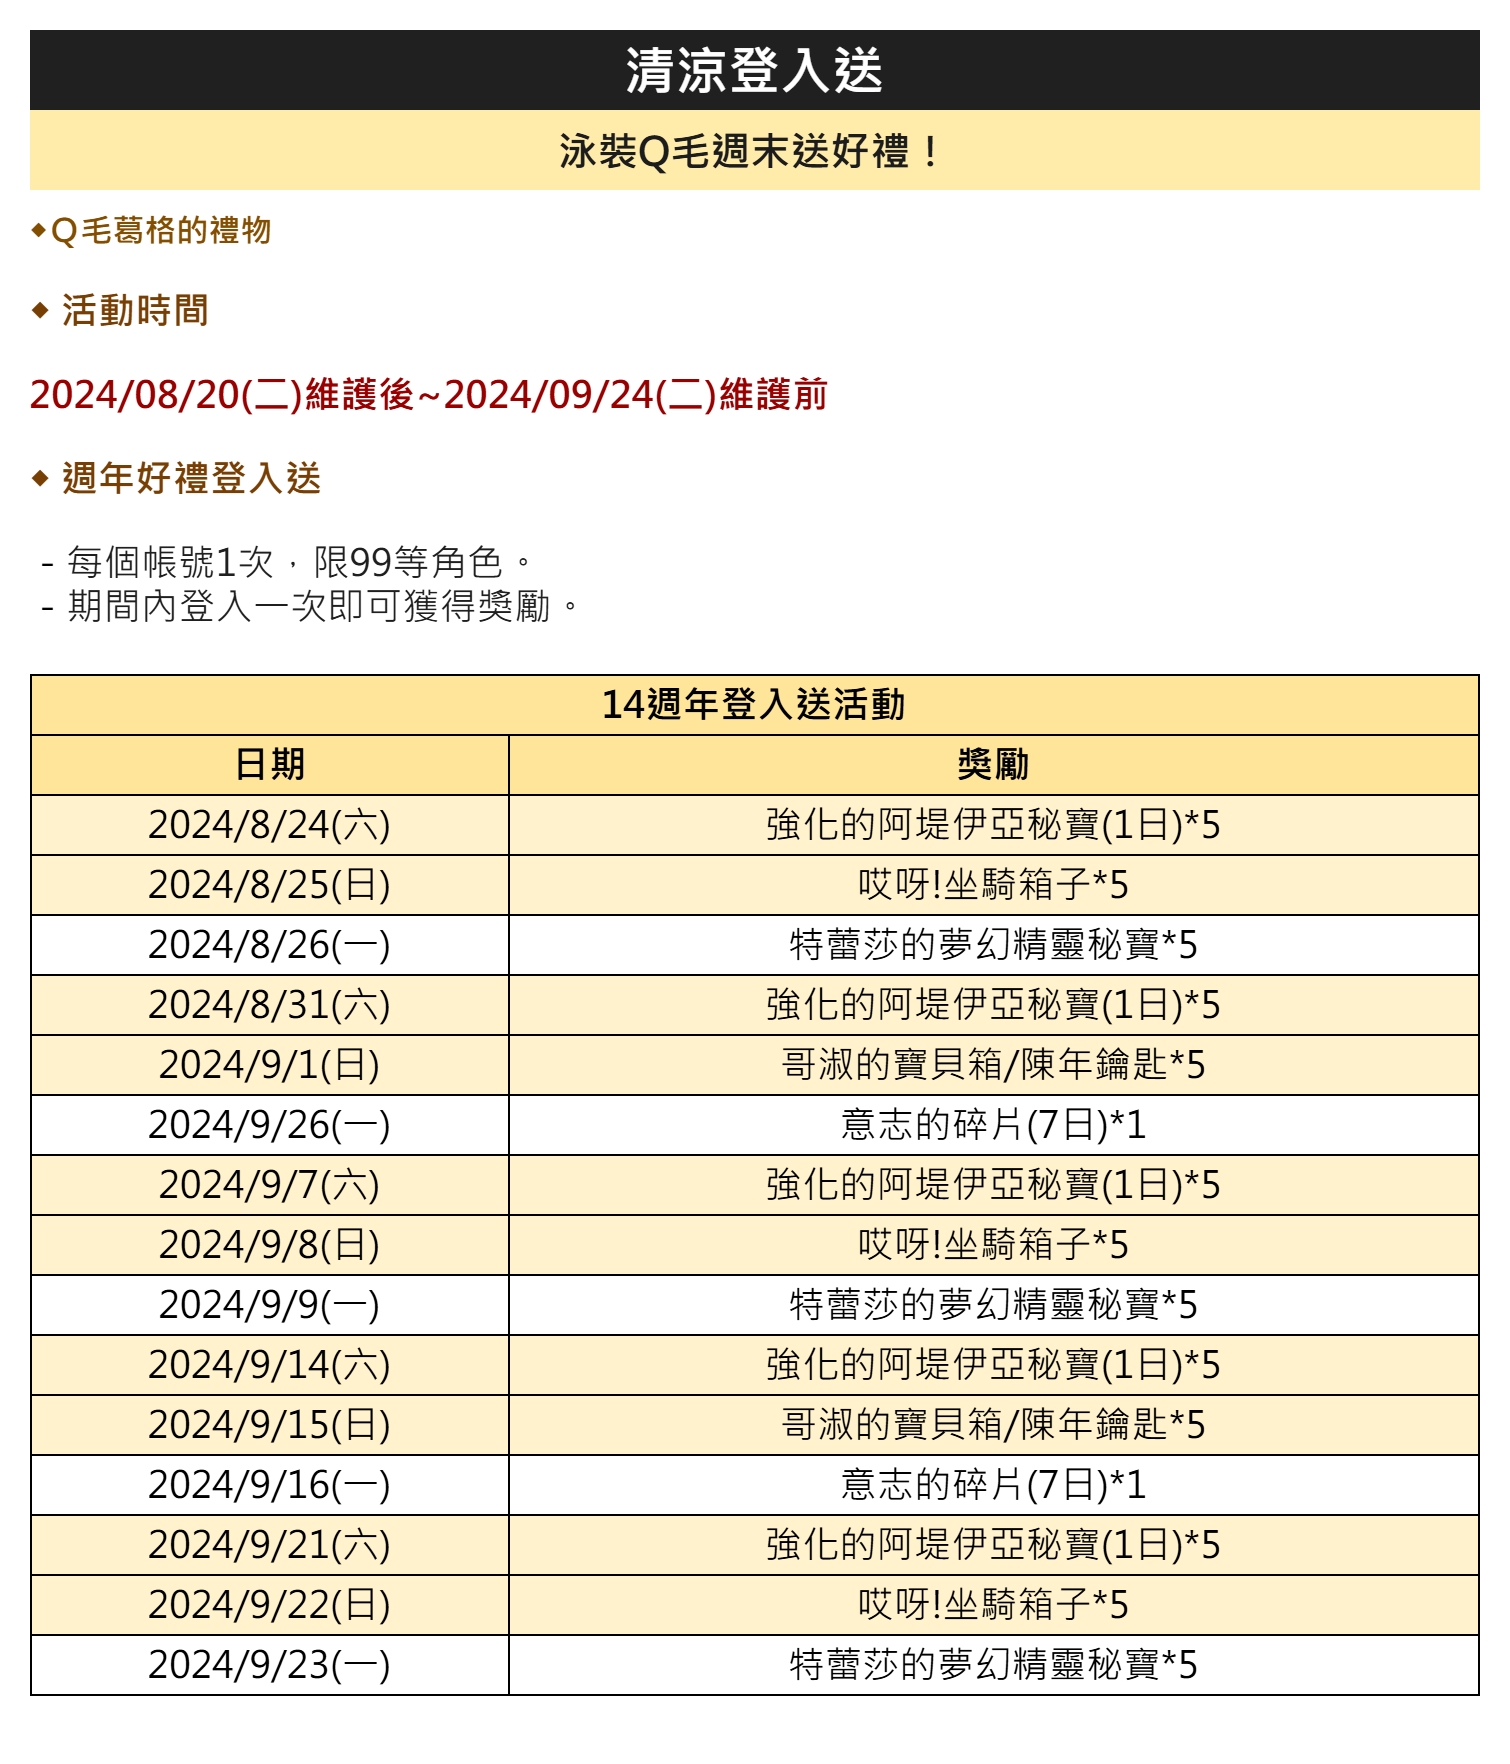 清涼登入送
泳裝Q毛週末送好禮！
◆Q毛葛格的禮物
◆ 活動時間
2024/08/20(二)維護後~2024/09/24(二)維護前
◆ 週年好禮登入送
- 每個帳號1次，限99等角色。
- 期間內登入一次即可獲得獎勵。
14週年登入送活動
日期 獎勵
2024/8/24(六) 強化的阿堤伊亞秘寶(1日)*5
2024/8/25(日) 哎呀!坐騎箱子*5
2024/8/26(一) 特蕾莎的夢幻精靈秘寶*5
2024/8/31(六) 強化的阿堤伊亞秘寶(1日)*5
2024/9/1(日) 哥淑的寶貝箱/陳年鑰匙*5
2024/9/26(一) 意志的碎片(7日)*1
2024/9/7(六) 強化的阿堤伊亞秘寶(1日)*5
2024/9/8(日) 哎呀!坐騎箱子*5
2024/9/9(一) 特蕾莎的夢幻精靈秘寶*5
2024/9/14(六) 強化的阿堤伊亞秘寶(1日)*5
2024/9/15(日) 哥淑的寶貝箱/陳年鑰匙*5
2024/9/16(一) 意志的碎片(7日)*1
2024/9/21(六) 強化的阿堤伊亞秘寶(1日)*5
2024/9/22(日) 哎呀!坐騎箱子*5
2024/9/23(一) 特蕾莎的夢幻精靈秘寶*5